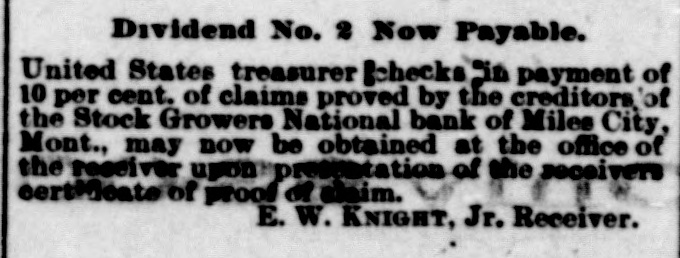 Dividend No. 2 Now Payable.
United States treasurer checks in payment of
10 per cent. of claims proved by the creditors of
the Stock Growers National bank of Miles City,
Mont., may now be obtained at the office of
the receiver upon presentation of the receivers
certificate of proof of claim.
E. W. KNIGHT, Jr. Receiver.